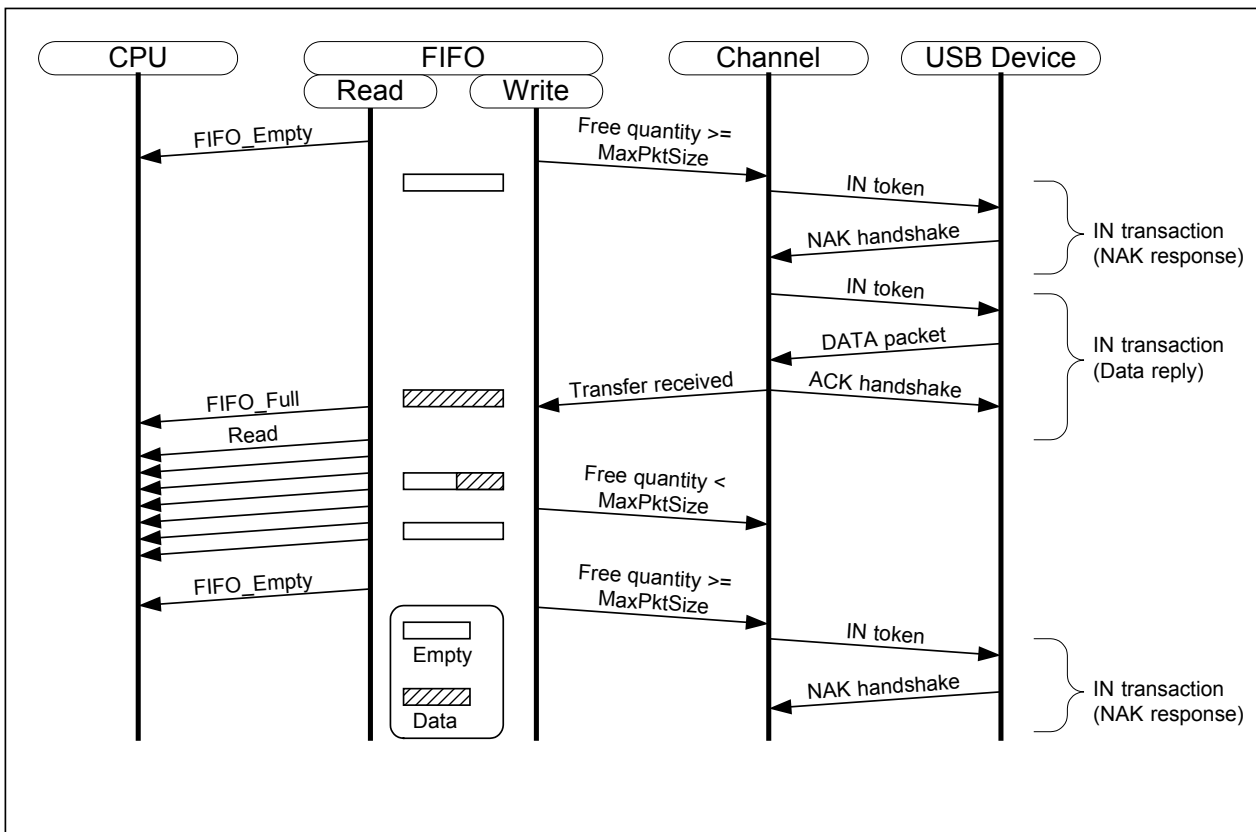 CPU
FIFO
Channel
USB Device
Read
Write
FIFO_Empty
Free quantity >=
MaxPktSize
IN token
NAK handshake
IN transaction
(NAK response)
IN token
DATA packet
IN transaction
(Data reply)
Transfer received
ACK handshake
FIFO_Full
Read
Free quantity <
MaxPktSize
FIFO_Empty
Free quantity >=
MaxPktSize
IN token
Empty
NAK handshake
IN transaction
(NAK response)
Data